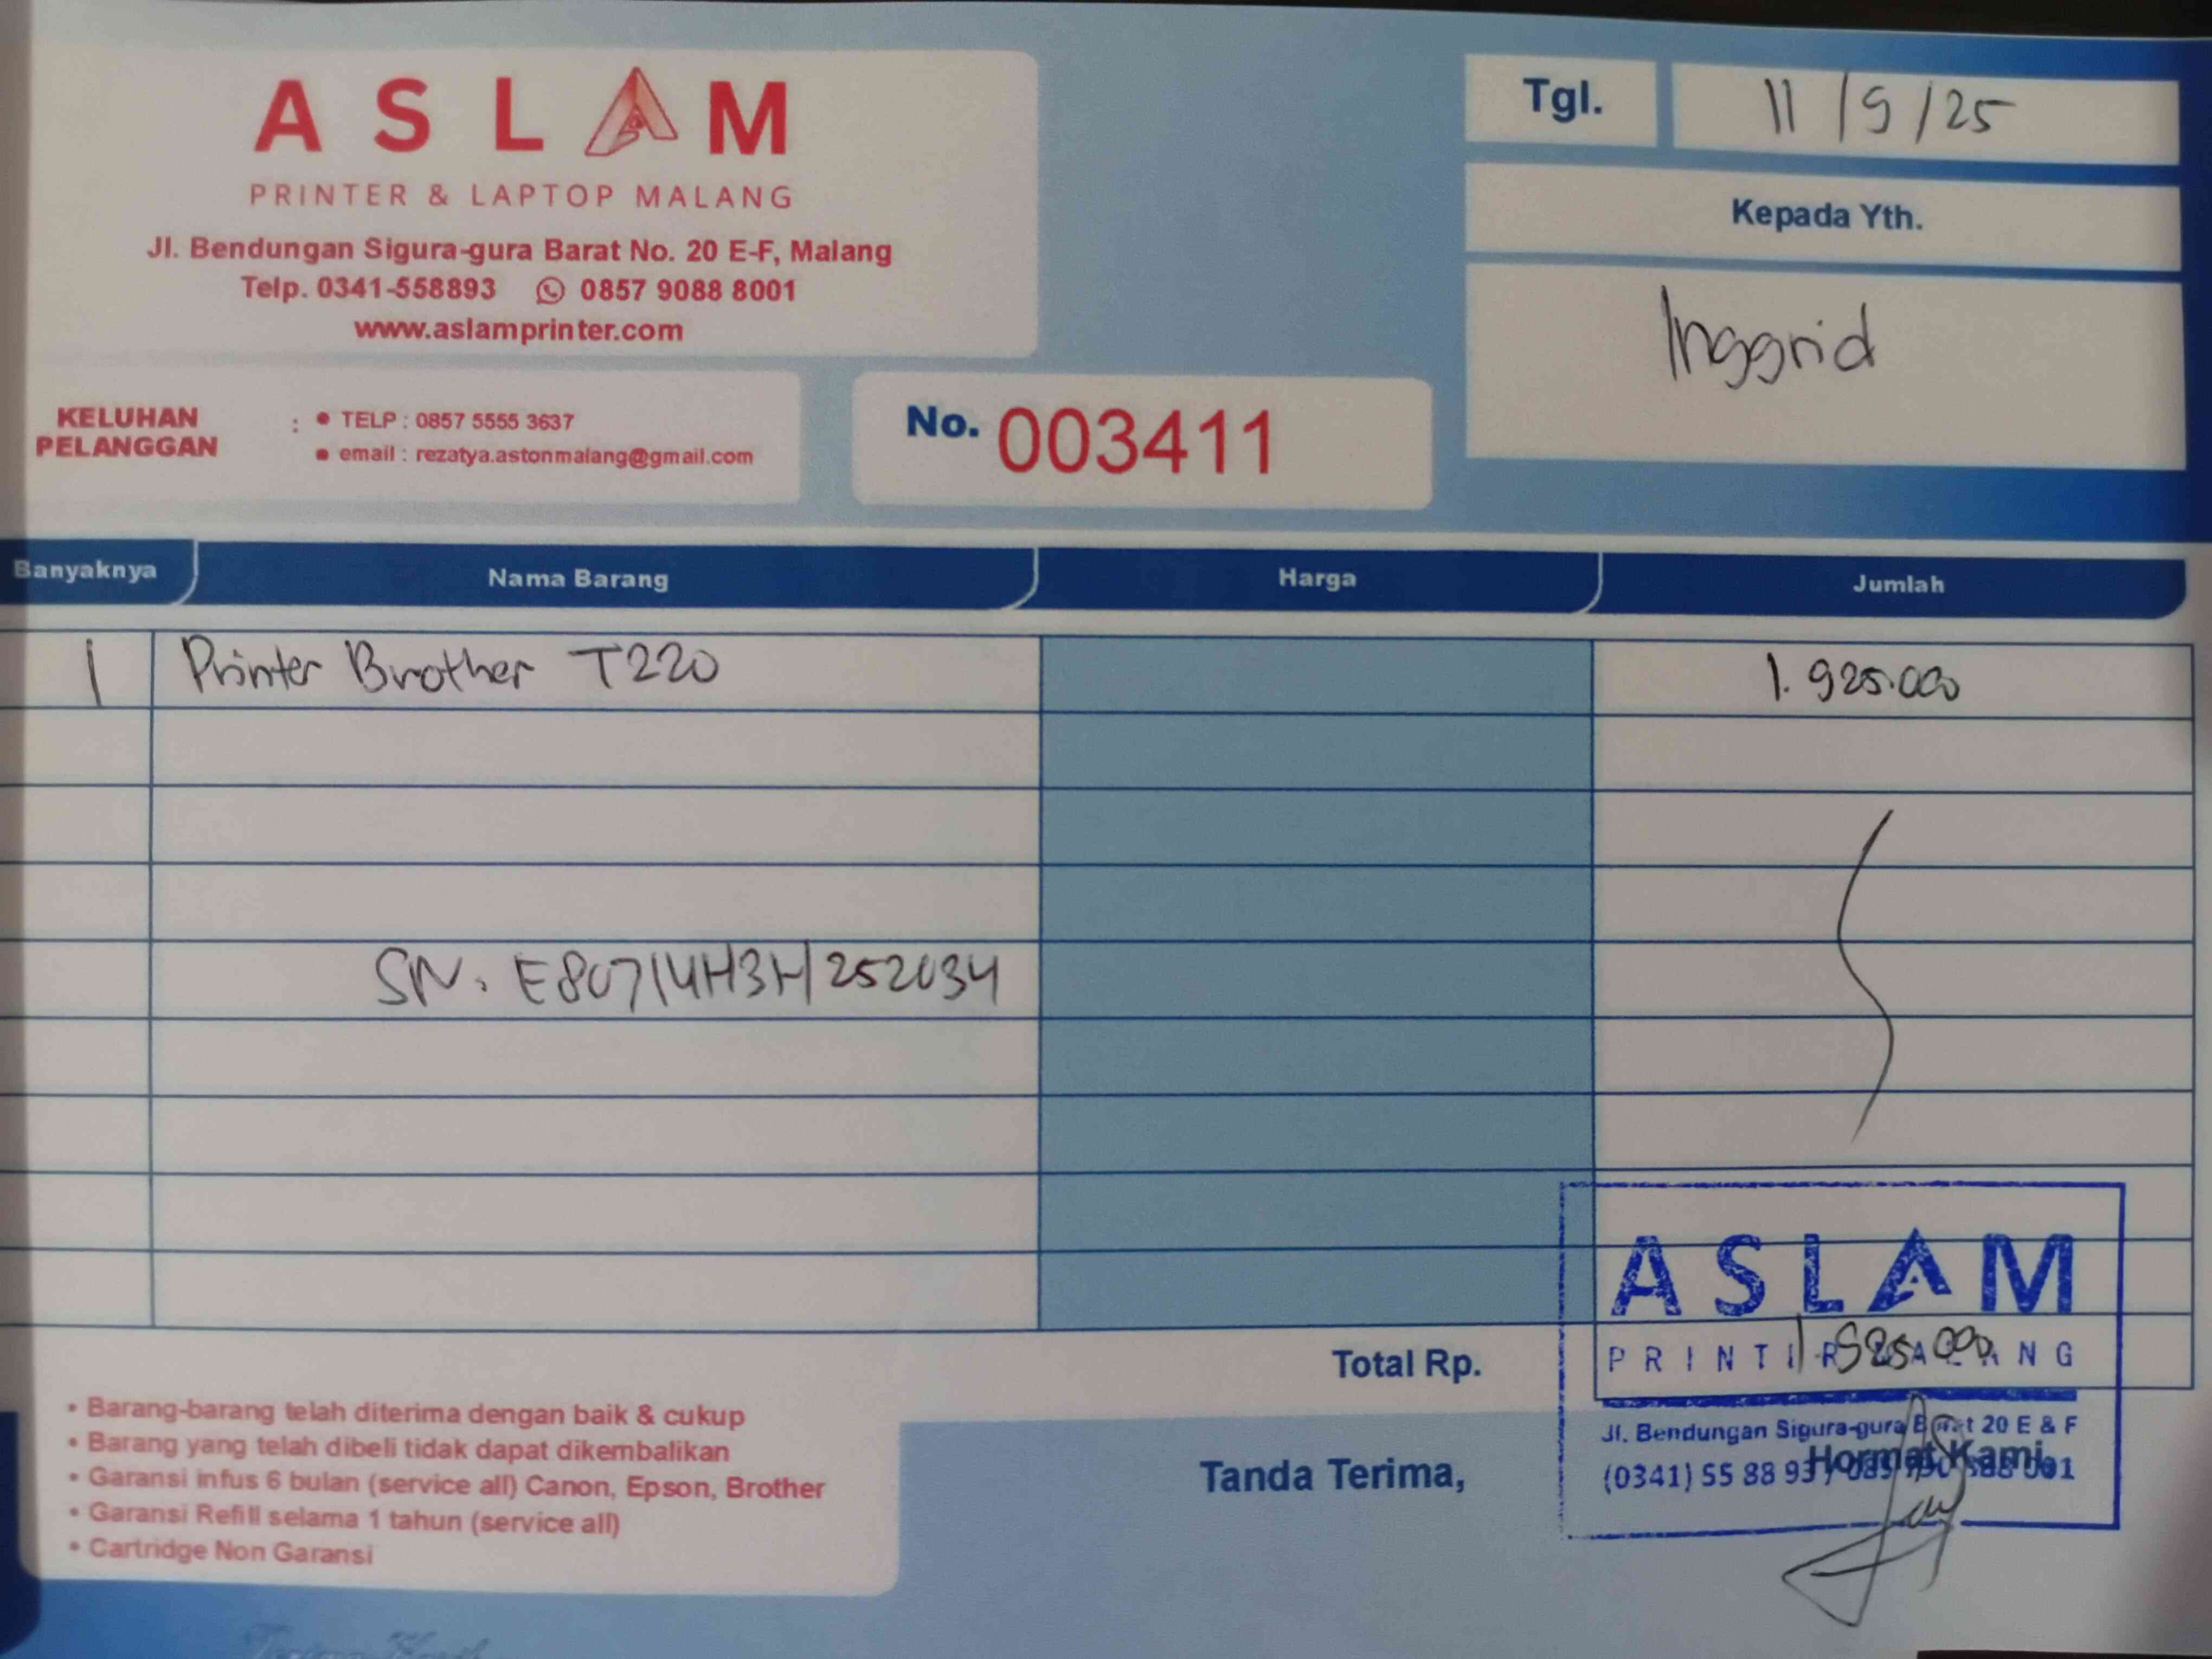 ASLAM
PRINTER & LAPTOP MALANG
Jl. Bendungan Sigura-gura Barat No. 20 E-F, Malang
Telp. 0341-558893 0857 9088 8001
www.aslamprinter.com
KELUHAN PELANGGAN : • TELP : 0857 5555 3637
• email : rezatya.astonmalang@gmail.com
No. 003411
Tgl. 11/9/25
Kepada Yth.
Inggrid
Banyaknya Nama Barang Harga Jumlah
1 Printer Brother T220 1.925.000
SN. E80714H3H252034
Total Rp. 1.925.000
ASLAM
PRINTER MALANG
Jl. Bendungan Sigura-gura Barat 20 E & F
(0341) 55 88 93
• Barang-barang telah diterima dengan baik & cukup
• Barang yang telah dibeli tidak dapat dikembalikan
• Garansi infus 6 bulan (service all) Canon, Epson, Brother
• Garansi Refill selama 1 tahun (service all)
• Cartridge Non Garansi
Tanda Terima,
Hormat Kami,